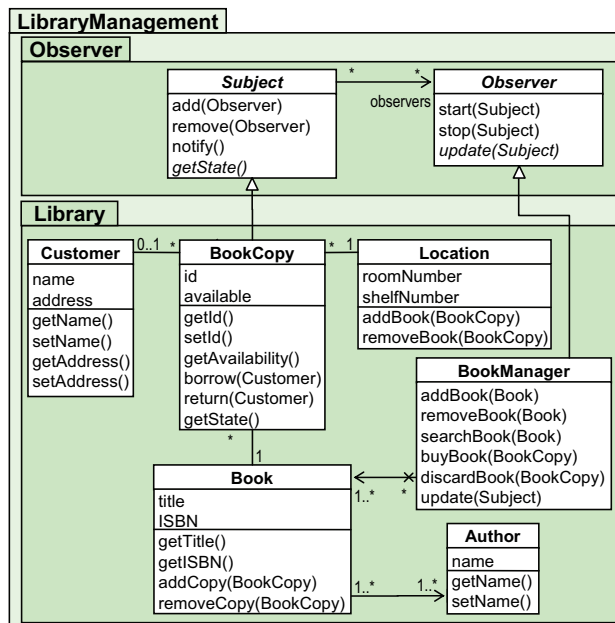 LibraryManagement
Observer
Subject
add(Observer)
remove(Observer)
notify()
getState()
* *
observers
Observer
start(Subject)
stop(Subject)
update(Subject)
Library
Customer
name
address
getName()
setName()
getAddress()
setAddress()
0..1 *
BookCopy
id
available
getId()
setId()
getAvailability()
borrow(Customer)
return(Customer)
getState()
* 1
Location
roomNumber
shelfNumber
addBook(BookCopy)
removeBook(BookCopy)
BookManager
addBook(Book)
removeBook(Book)
searchBook(Book)
buyBook(BookCopy)
discardBook(BookCopy)
update(Subject)
*
1
Book
title
ISBN
getTitle()
getISBN()
addCopy(BookCopy)
removeCopy(BookCopy)
1..* *
1..* 1..*
Author
name
getName()
setName()